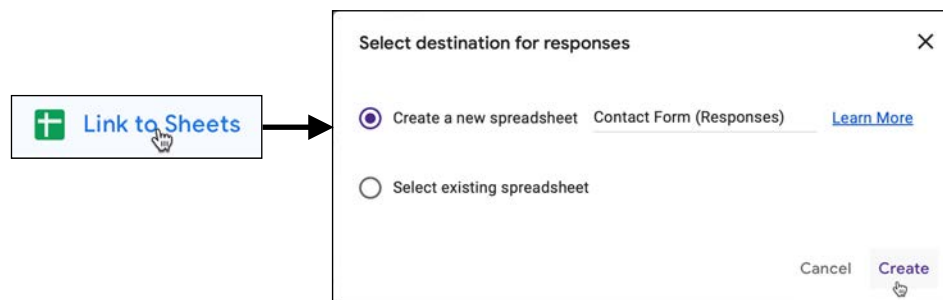 Link to Sheets
Select destination for responses
Create a new spreadsheet Contact Form (Responses) Learn More
Select existing spreadsheet
Cancel Create